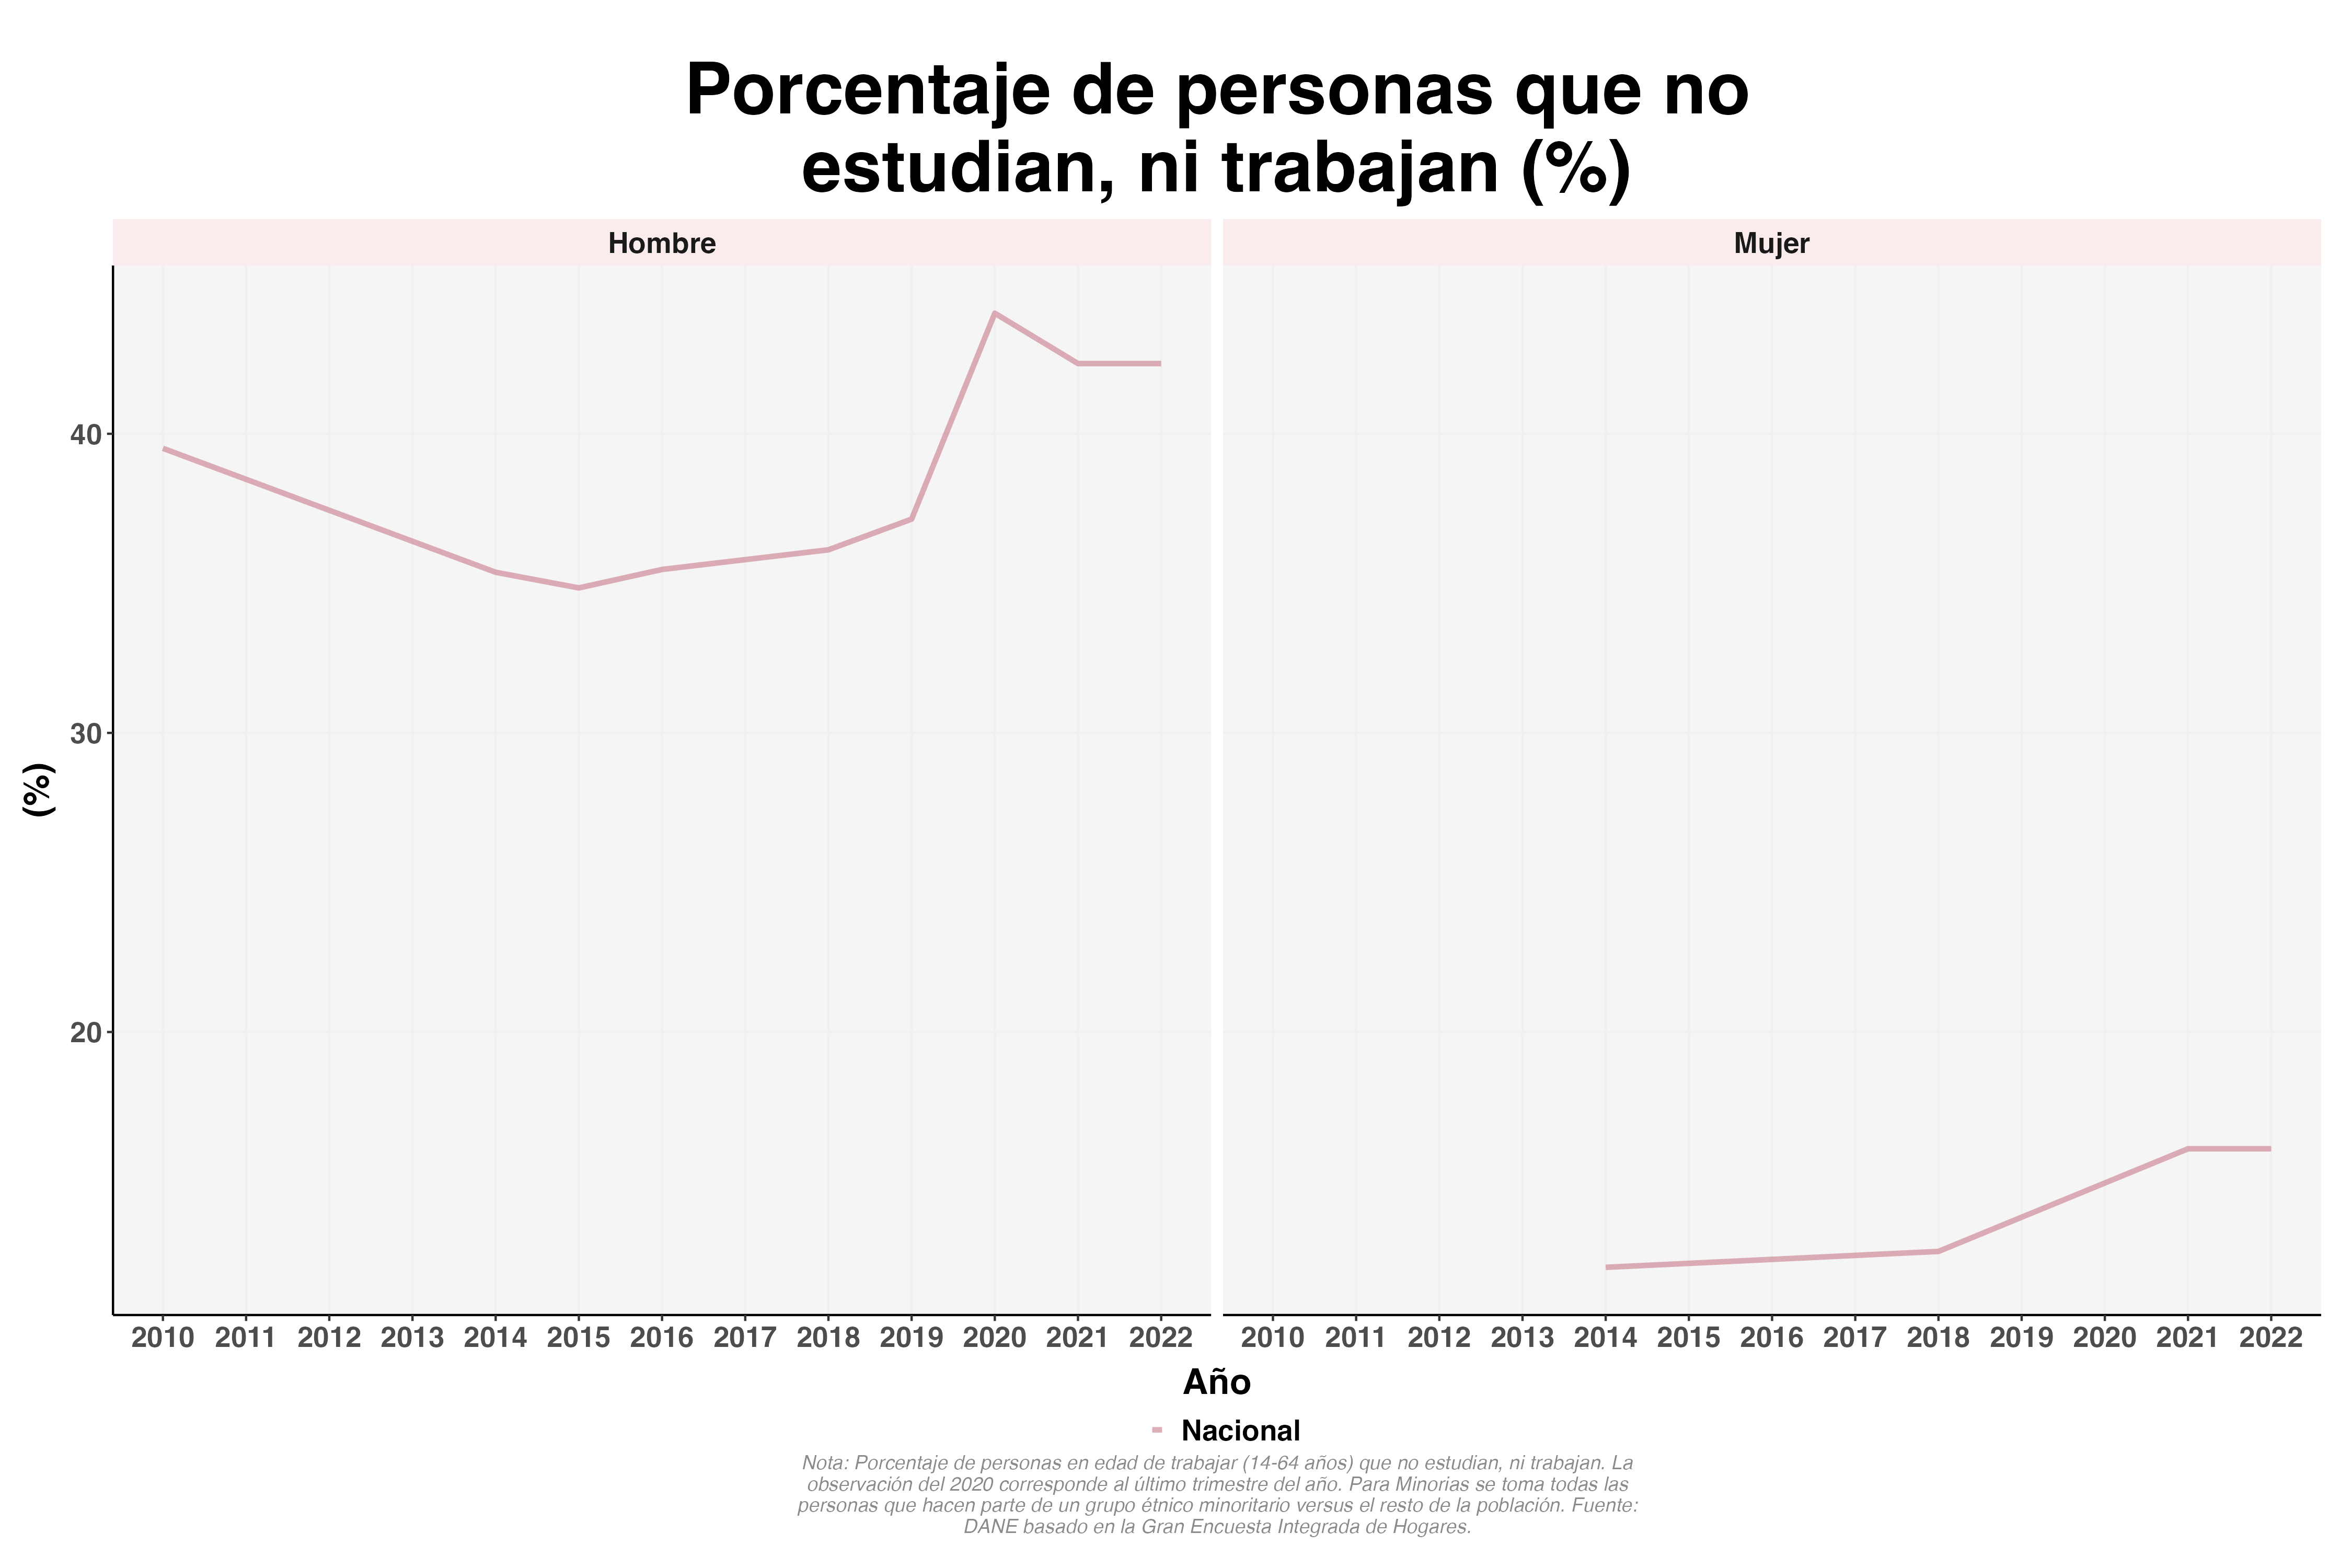 Porcentaje de personas que no
estudian, ni trabajan (%)
Hombre
Mujer
40
30
20
(%)
2010 2011 2012 2013 2014 2015 2016 2017 2018 2019 2020 2021 2022
2010 2011 2012 2013 2014 2015 2016 2017 2018 2019 2020 2021 2022
Año
Nacional
Nota: Porcentaje de personas en edad de trabajar (14-64 años) que no estudian, ni trabajan. La
observación del 2020 corresponde al último trimestre del año. Para Minorias se toma todas las
personas que hacen parte de un grupo étnico minoritario versus el resto de la población. Fuente:
DANE basado en la Gran Encuesta Integrada de Hogares.